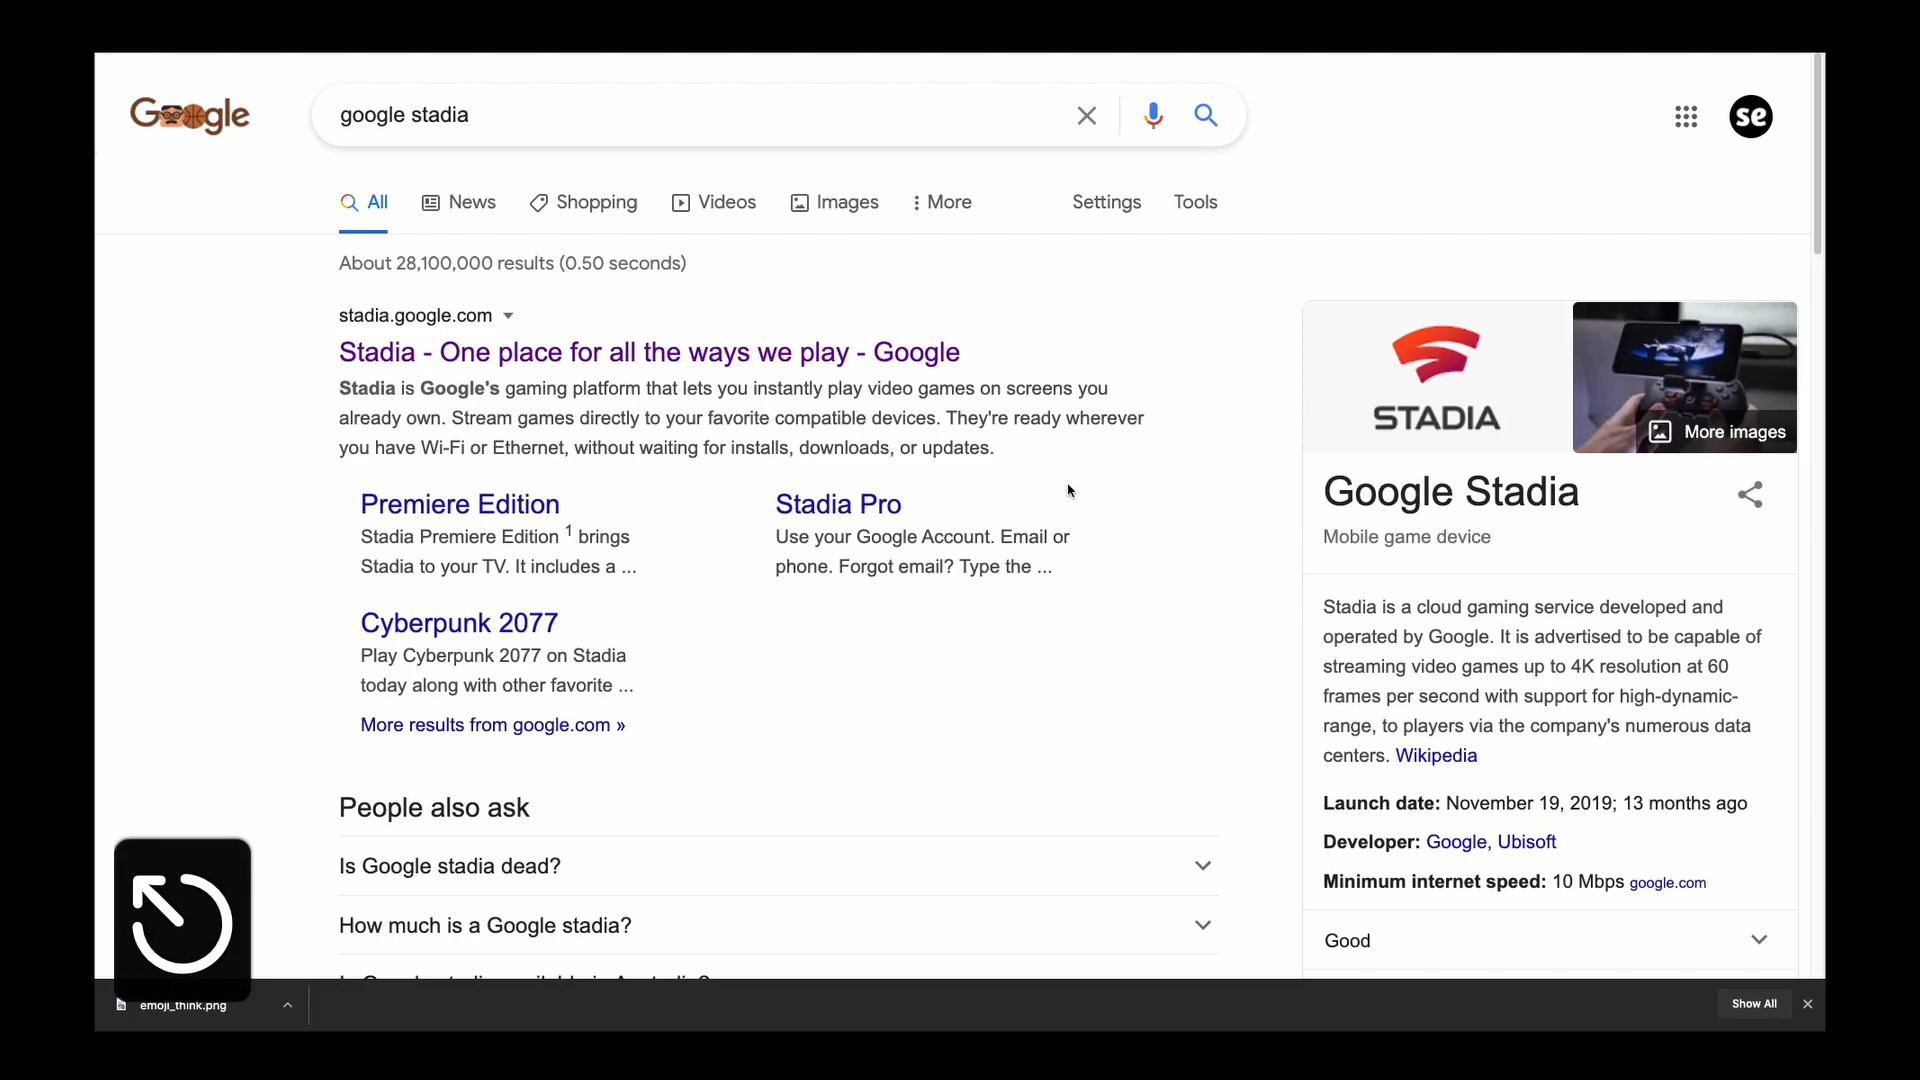 Google
google stadia
se
All
News
Shopping
Videos
Images
More
Settings
Tools
About 28,100,000 results (0.50 seconds)
stadia.google.com
Stadia - One place for all the ways we play - Google
Stadia is Google's gaming platform that lets you instantly play video games on screens you
already own. Stream games directly to your favorite compatible devices. They're ready wherever
you have Wi-Fi or Ethernet, without waiting for installs, downloads, or updates.
Premiere Edition
Stadia Premiere Edition 1 brings
Stadia to your TV. It includes a ...
Stadia Pro
Use your Google Account. Email or
phone. Forgot email? Type the ...
Cyberpunk 2077
Play Cyberpunk 2077 on Stadia
today along with other favorite ...
More results from google.com »
People also ask
Is Google stadia dead?
How much is a Google stadia?
STADIA
More images
Google Stadia
Mobile game device
Stadia is a cloud gaming service developed and
operated by Google. It is advertised to be capable of
streaming video games up to 4K resolution at 60
frames per second with support for high-dynamic-
range, to players via the company's numerous data
centers. Wikipedia
Launch date: November 19, 2019; 13 months ago
Developer: Google, Ubisoft
Minimum internet speed: 10 Mbps google.com
Good
emoji_think.png
Show All